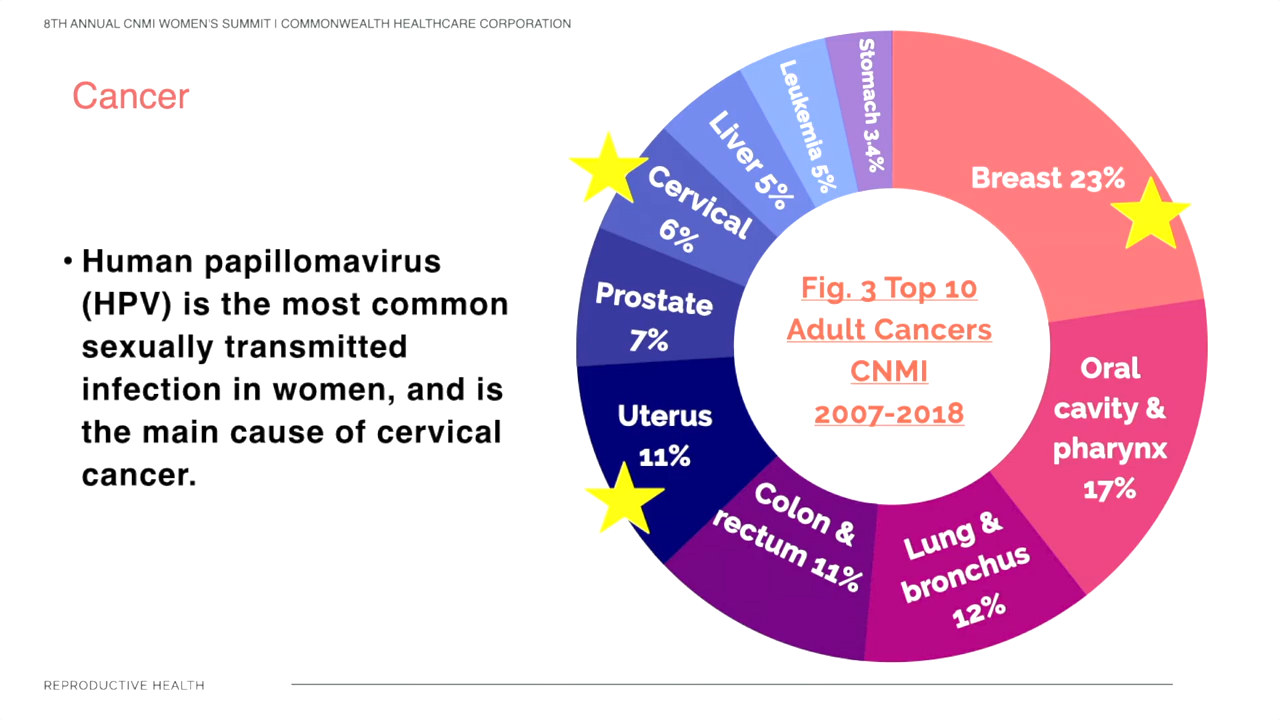 8TH ANNUAL CNMI WOMEN'S SUMMIT | COMMONWEALTH HEALTHCARE CORPORATION
Cancer
• Human papillomavirus
(HPV) is the most common
sexually transmitted
infection in women, and is
the main cause of cervical
cancer.
Fig. 3 Top 10
Adult Cancers
CNMI
2007-2018
Breast 23%
Oral
cavity &
pharynx
17%
Lung &
bronchus
12%
Colon &
rectum 11%
Uterus
11%
Prostate
7%
Cervical
6%
Liver 5%
Leukemia 5%
Stomach 3.4%
REPRODUCTIVE HEALTH